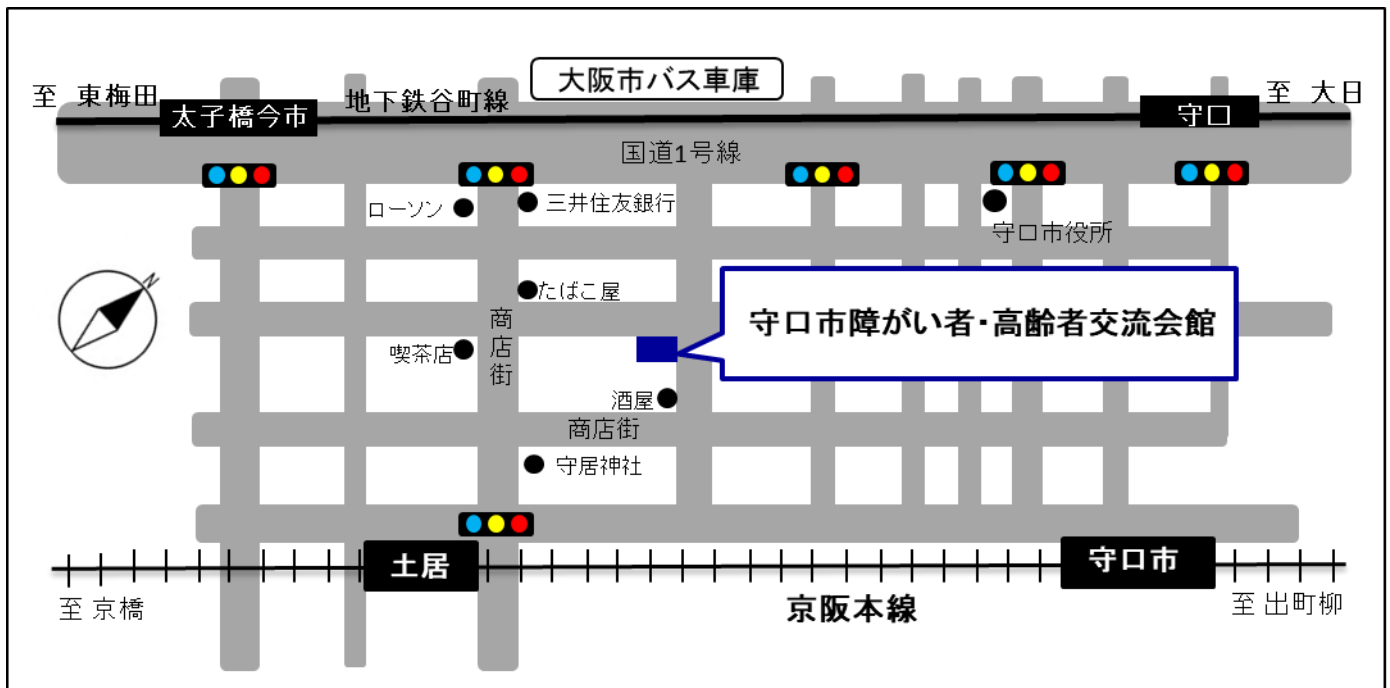 大阪市バス車庫
至 東梅田
地下鉄谷町線
至 大日
太子橋今市
守口
国道1号線
ローソン
三井住友銀行
守口市役所
N
たばこ屋
商店街
守口市障がい者・高齢者交流会館
喫茶店
酒屋
商店街
守居神社
土居
守口市
至 京橋
京阪本線
至 出町柳